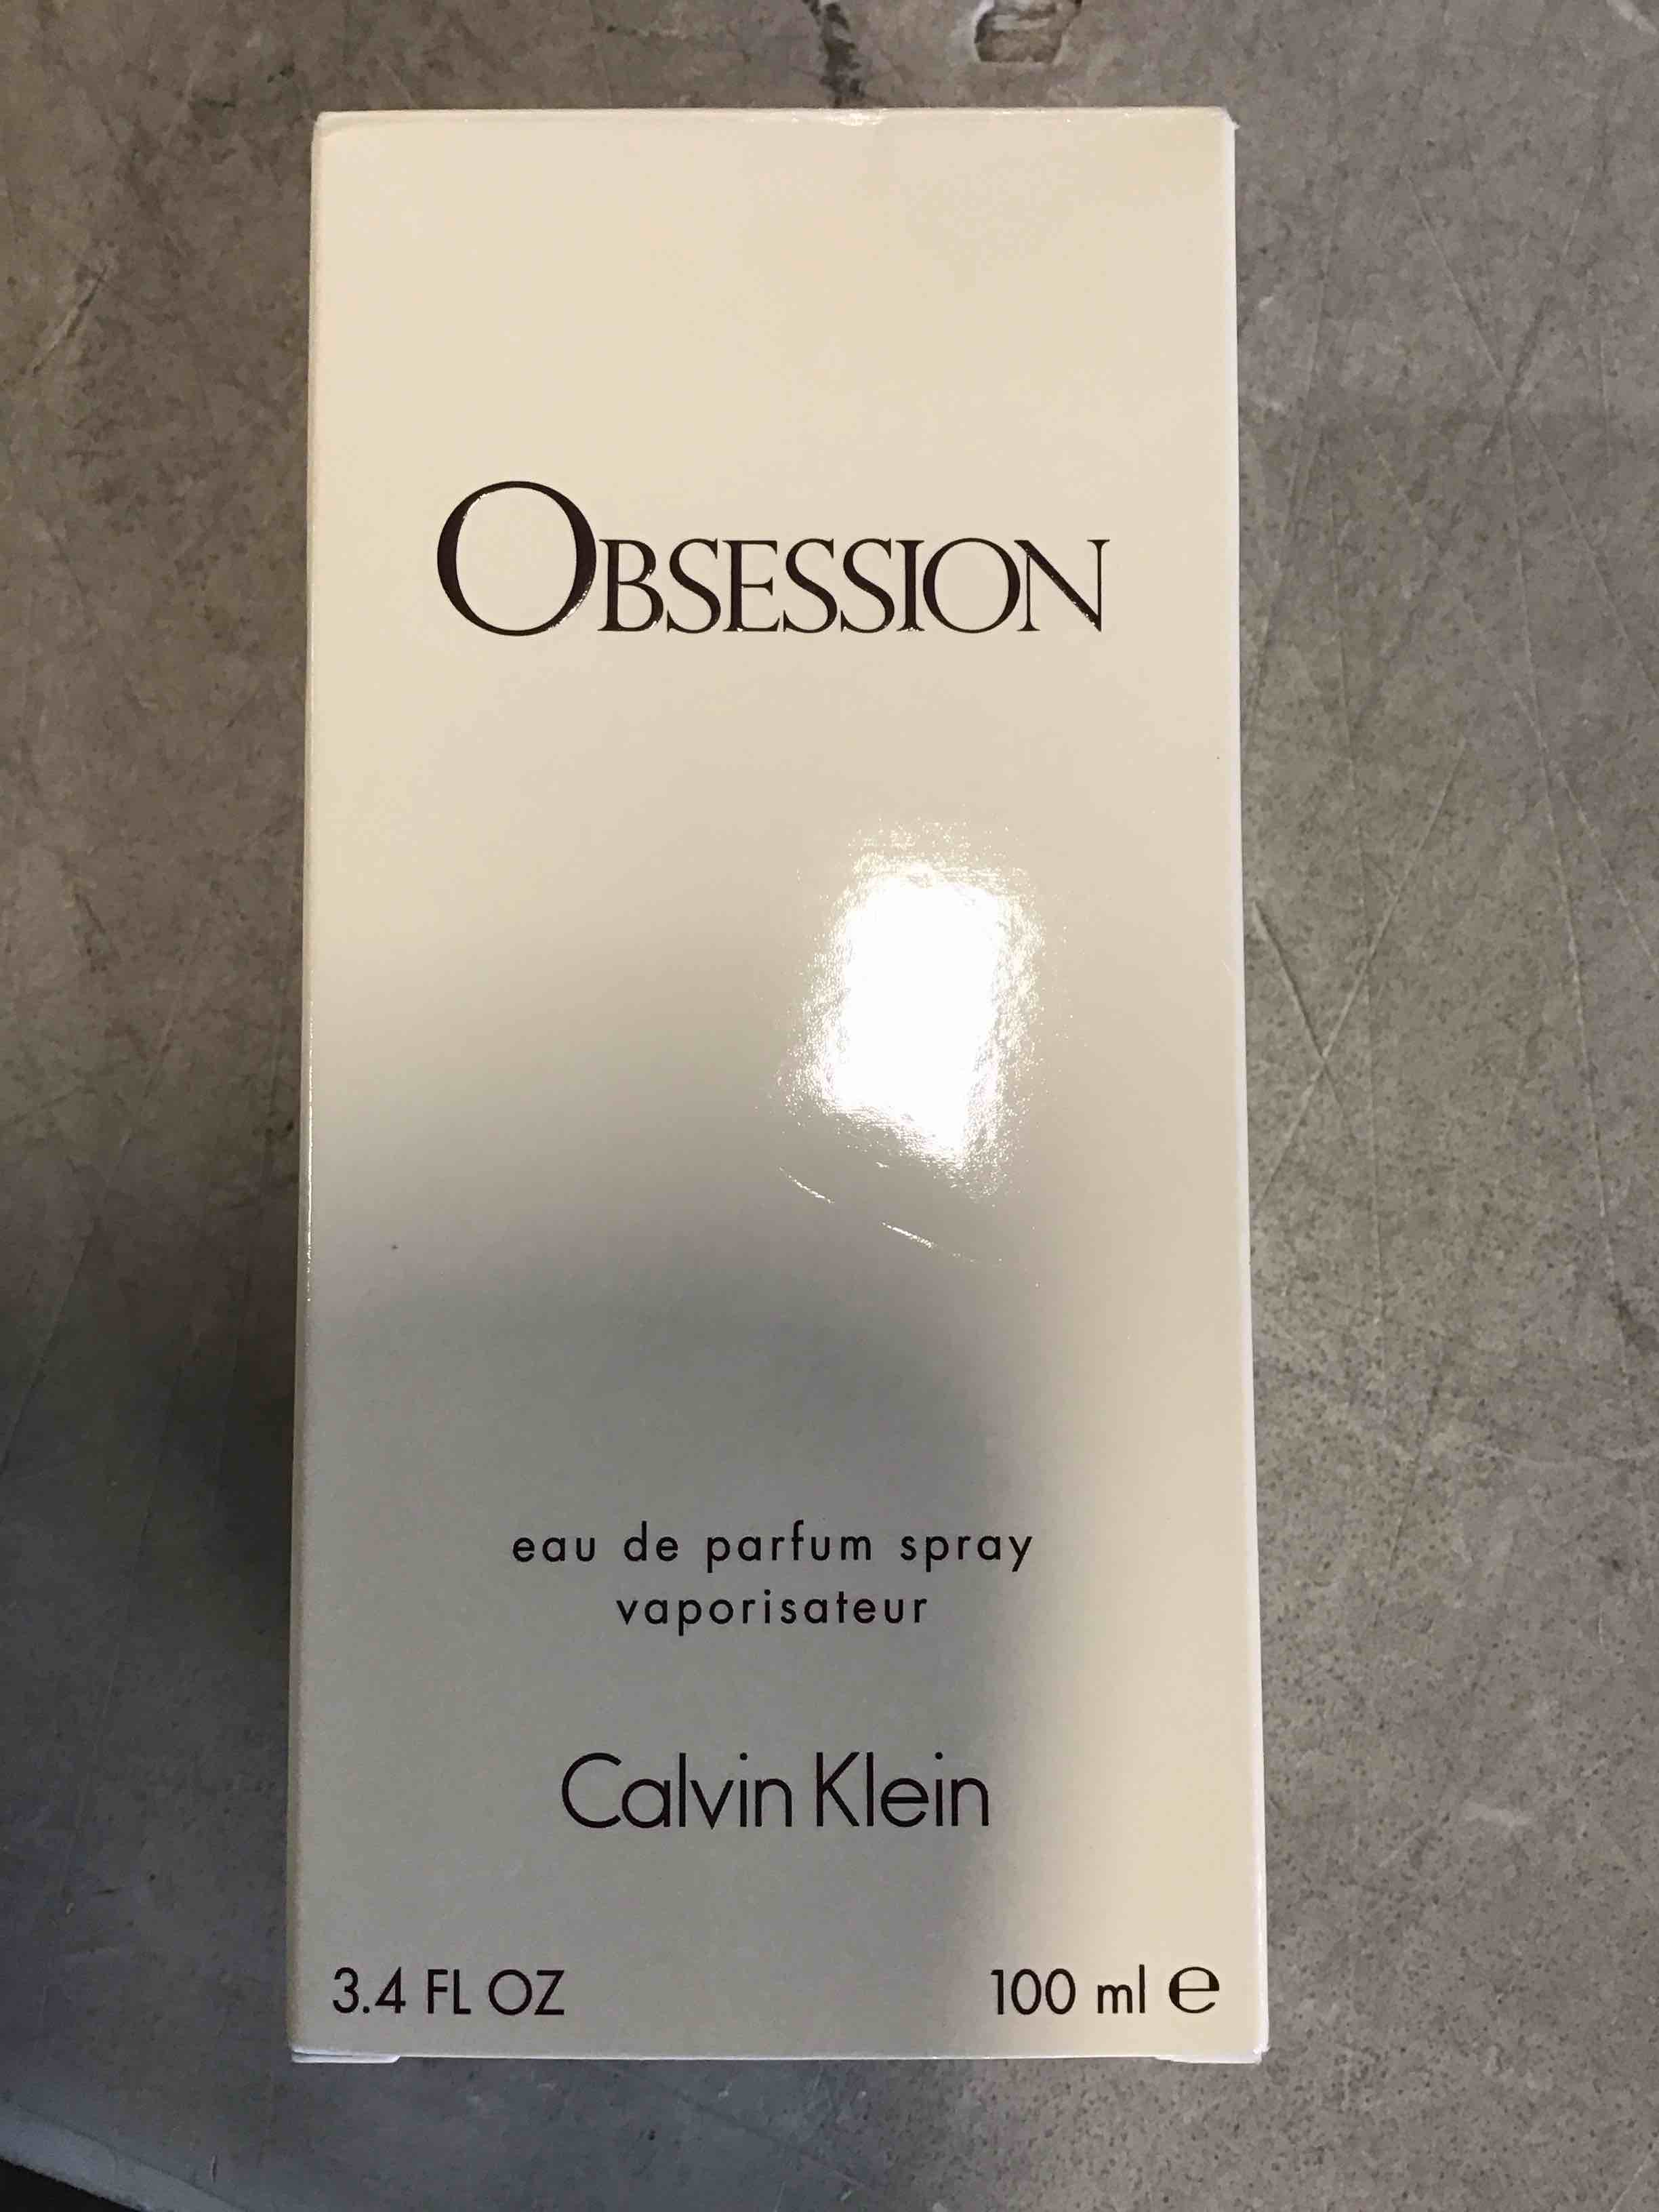 OBSESSION
eau de parfum spray
vaporisateur
Calvin Klein
3.4 FL OZ 100 ml ℮